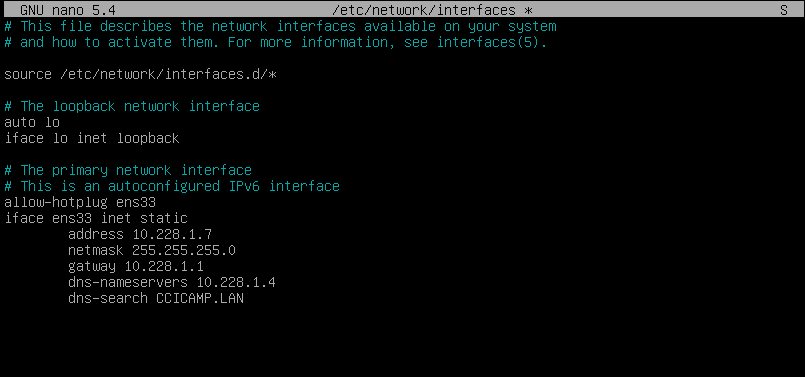 GNU nano 5.4 /etc/network/interfaces * S
# This file describes the network interfaces available on your system
# and how to activate them. For more information, see interfaces(5).
source /etc/network/interfaces.d/*
# The loopback network interface
auto lo
iface lo inet loopback
# The primary network interface
# This is an autoconfigured IPv6 interface
allow-hotplug ens33
iface ens33 inet static
address 10.228.1.7
netmask 255.255.255.0
gatway 10.228.1.1
dns-nameservers 10.228.1.4
dns-search CCICAMP.LAN